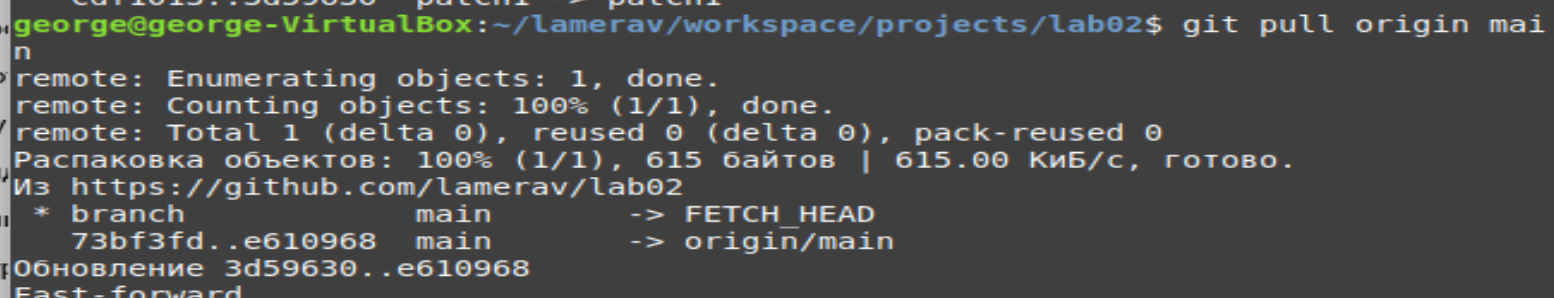 george@george-VirtualBox:~/lamerav/workspace/projects/lab02$ git pull origin mai
n
remote: Enumerating objects: 1, done.
remote: Counting objects: 100% (1/1), done.
remote: Total 1 (delta 0), reused 0 (delta 0), pack-reused 0
Распаковка объектов: 100% (1/1), 615 байтов | 615.00 КиБ/с, готово.
Из https://github.com/lamerav/lab02
 * branch            main       -> FETCH_HEAD
   73bf3fd..e610968  main       -> origin/main
Обновление 3d59630..e610968
Fast-forward